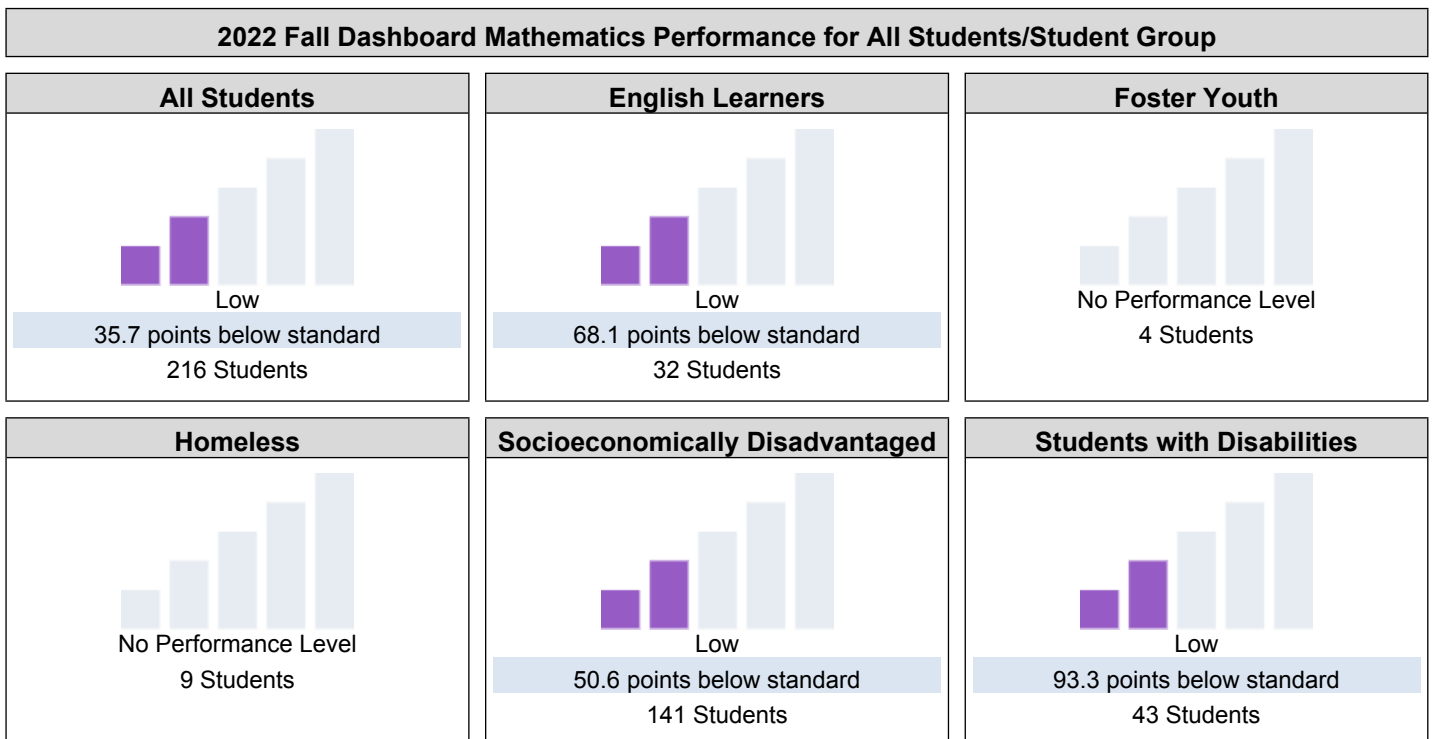 2022 Fall Dashboard Mathematics Performance for All Students/Student Group
All Students
Low
35.7 points below standard
216 Students
English Learners
Low
68.1 points below standard
32 Students
Foster Youth
No Performance Level
4 Students
Homeless
No Performance Level
9 Students
Socioeconomically Disadvantaged
Low
50.6 points below standard
141 Students
Students with Disabilities
Low
93.3 points below standard
43 Students